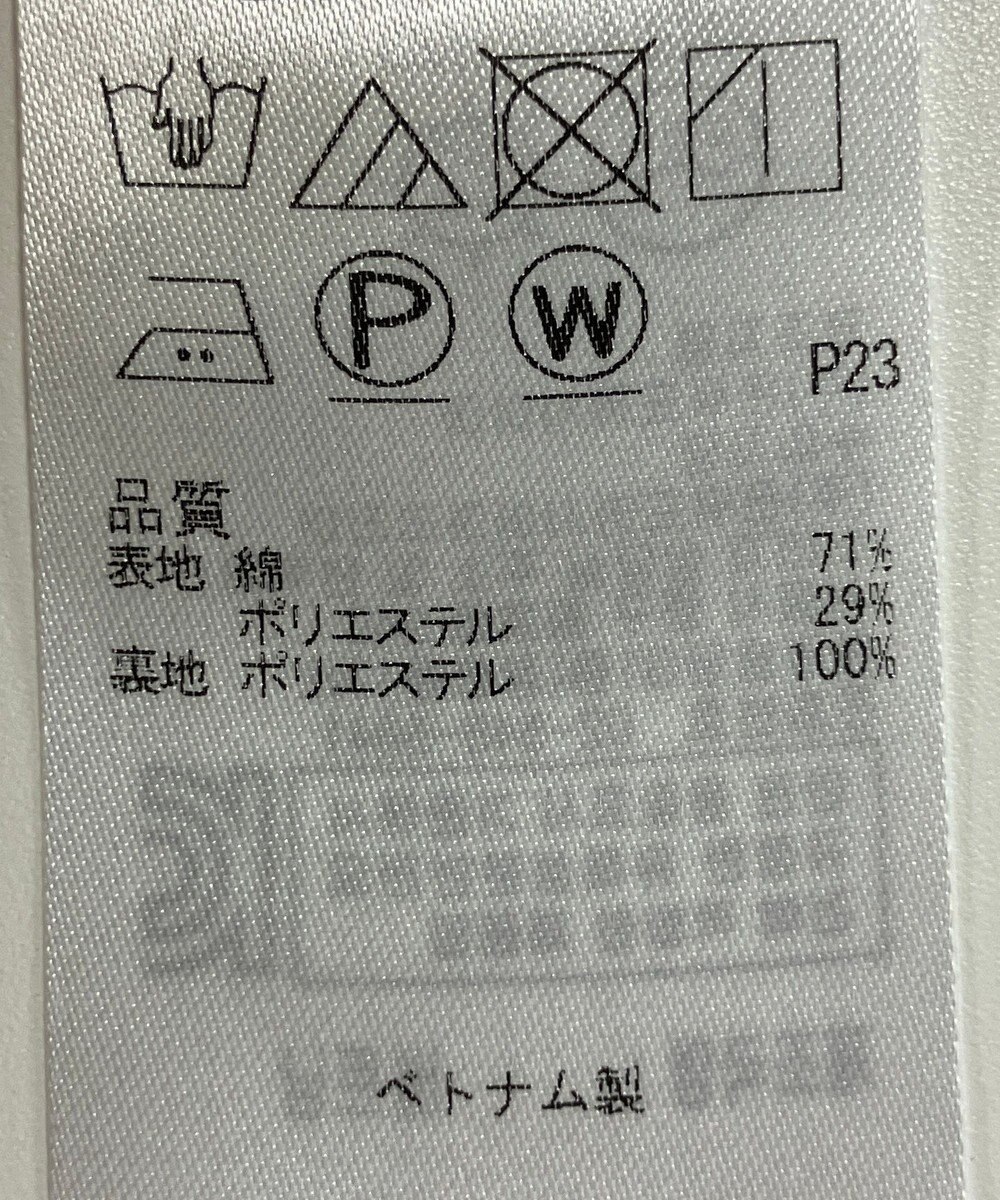 P W
P23
品質
表地 綿 71%
ポリエステル 29%
裏地 ポリエステル 100%
ベトナム製